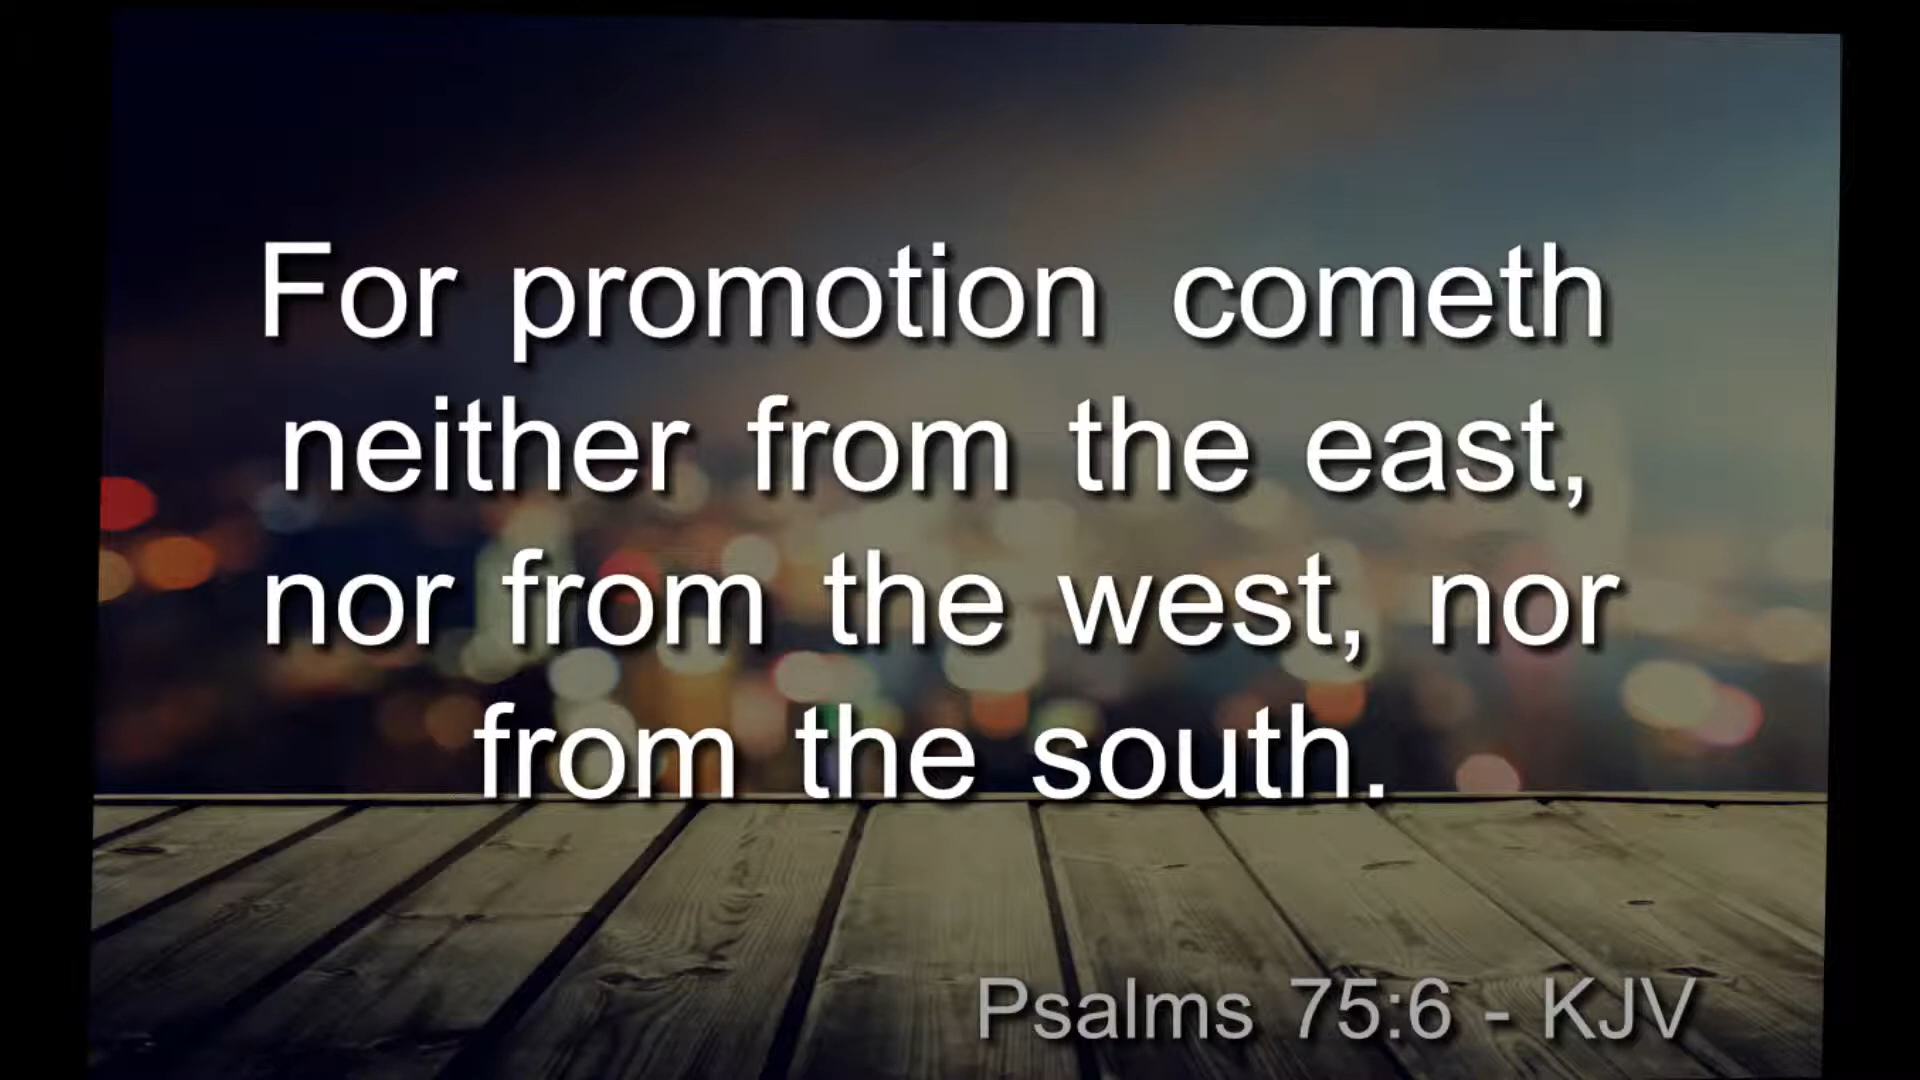 For promotion cometh
neither from the east,
nor from the west, nor
from the south.
Psalms 75:6 - KJV